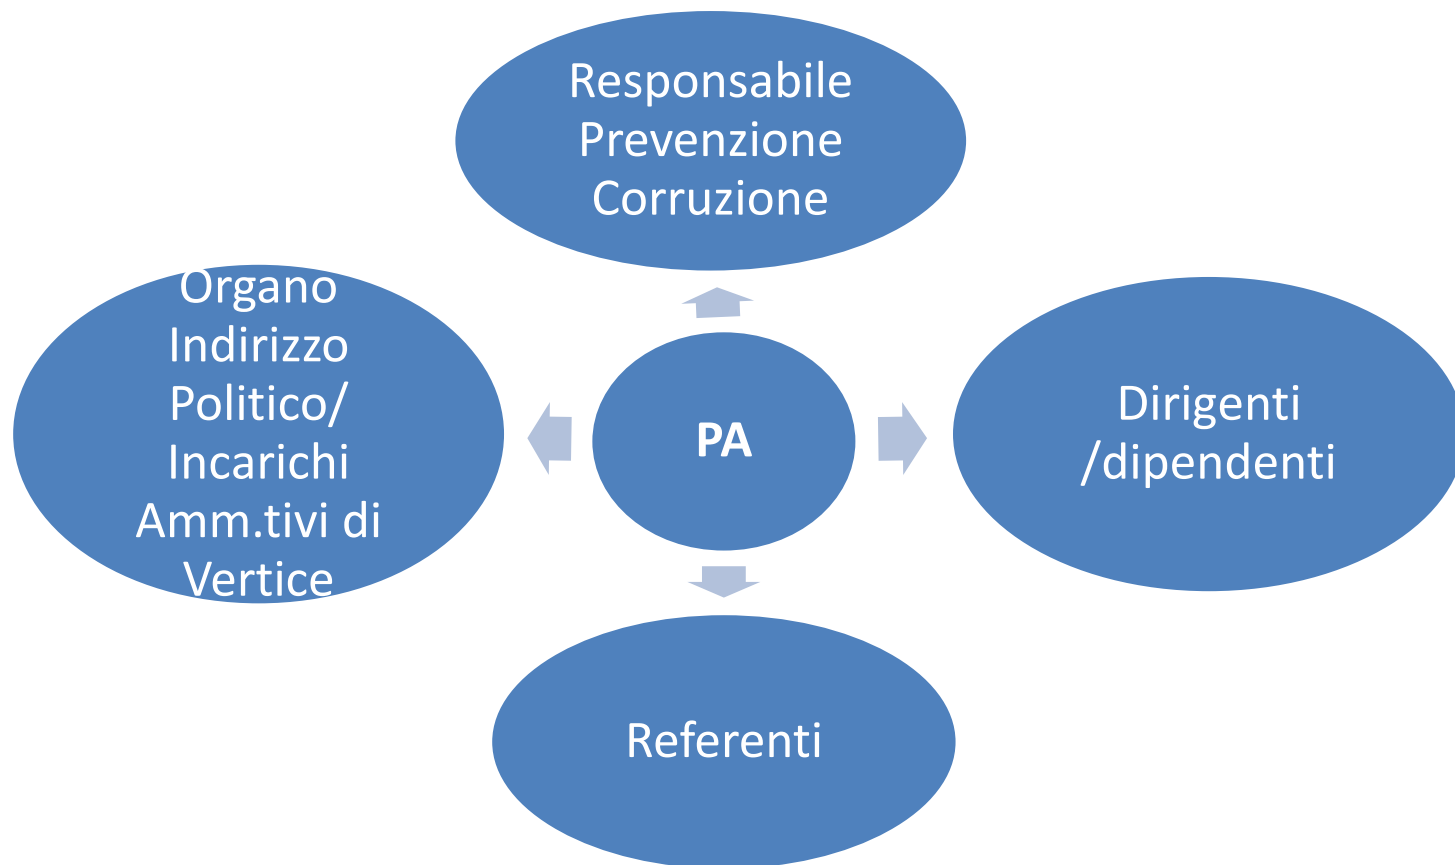 Responsabile
Prevenzione
Corruzione
Organo
Indirizzo
Politico/
Incarichi
Amm.tivi di
Vertice
PA
Dirigenti
/dipendenti
Referenti